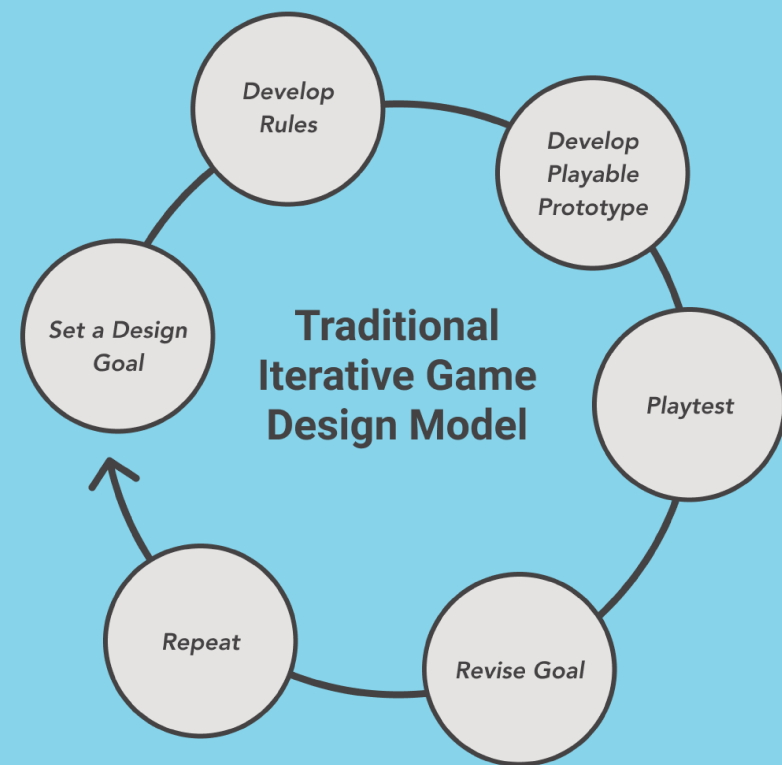 Traditional
Iterative Game
Design Model
Set a Design
Goal
Develop
Rules
Develop
Playable
Prototype
Playtest
Revise Goal
Repeat